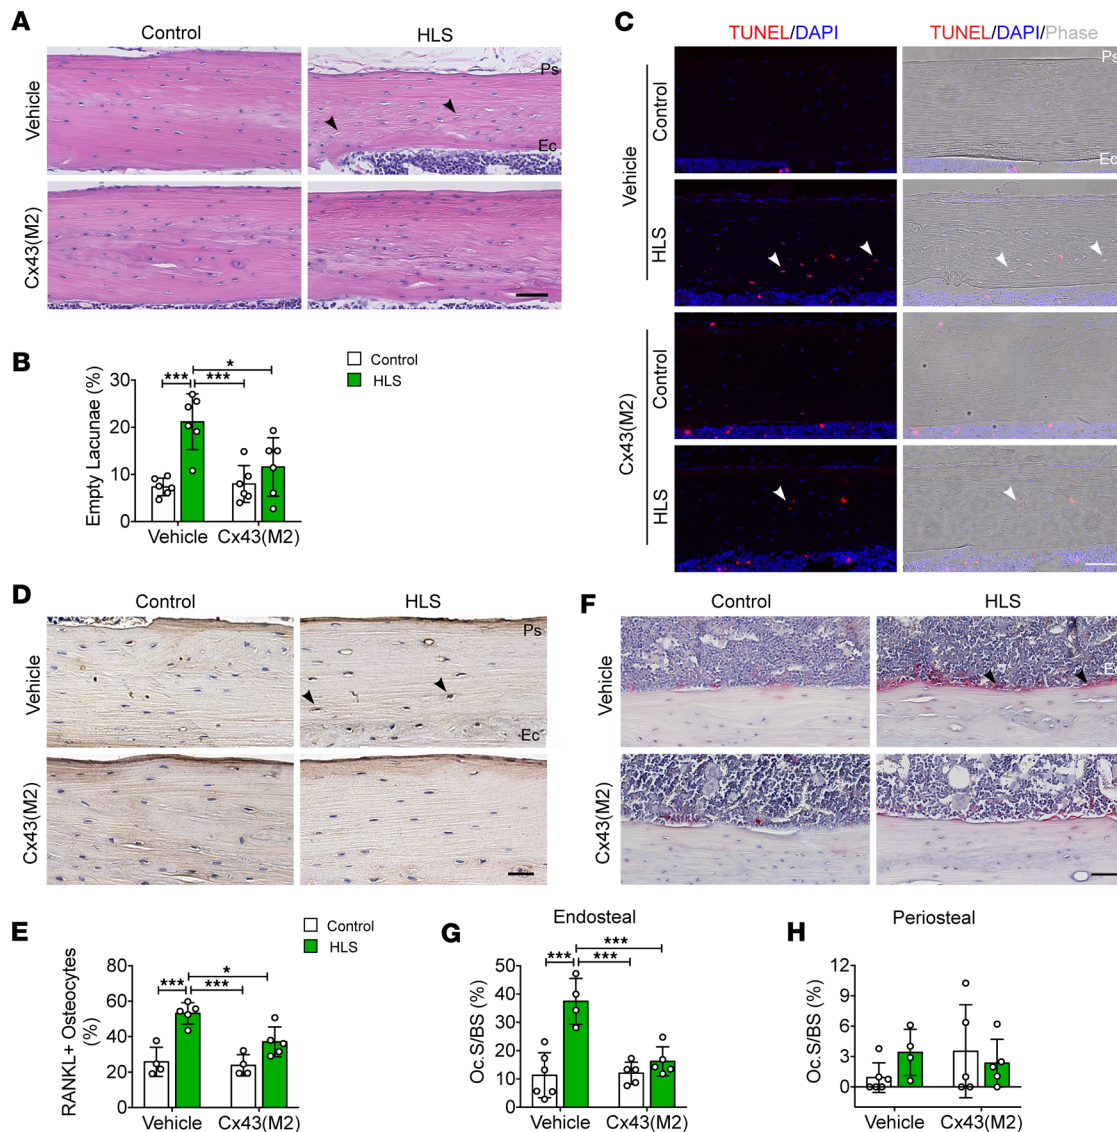 A
Control
HLS
Vehicle
Ps
Ec
Cx43(M2)
B
Control
HLS
Empty Lacunae (%)
30
20
10
0
***
***
*
Vehicle
Cx43(M2)
C
TUNEL/DAPI
TUNEL/DAPI/Phase
Vehicle
Control
Ps
Ec
HLS
Cx43(M2)
Control
HLS
D
Control
HLS
Vehicle
Ps
Ec
Cx43(M2)
E
Control
HLS
RANKL+ Osteocytes
(%)
80
60
40
20
0
***
***
*
Vehicle
Cx43(M2)
F
Control
HLS
Vehicle
Cx43(M2)
G
Endosteal
Oc.S/BS (%)
50
40
30
20
10
0
***
***
***
Vehicle
Cx43(M2)
H
Periosteal
Oc.S/BS (%)
12
9
6
3
0
Vehicle
Cx43(M2)